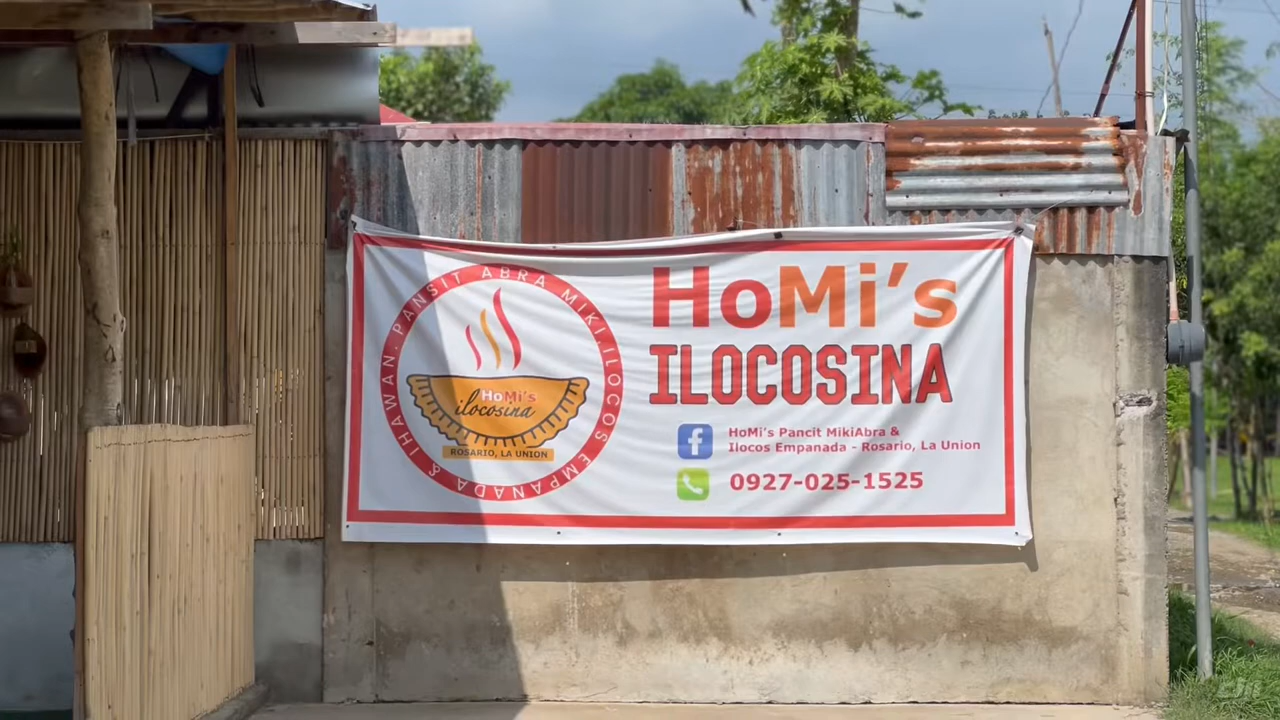 PANSIT ABRA MIKI.ILOCOS EMPANADA & IHAWAN.
HoMi's
ilocosina
ROSARIO, LA UNION
HoMi's
ILOCOSINA
HoMi's Pancit MikiAbra &
Ilocos Empanada - Rosario, La Union
0927-025-1525